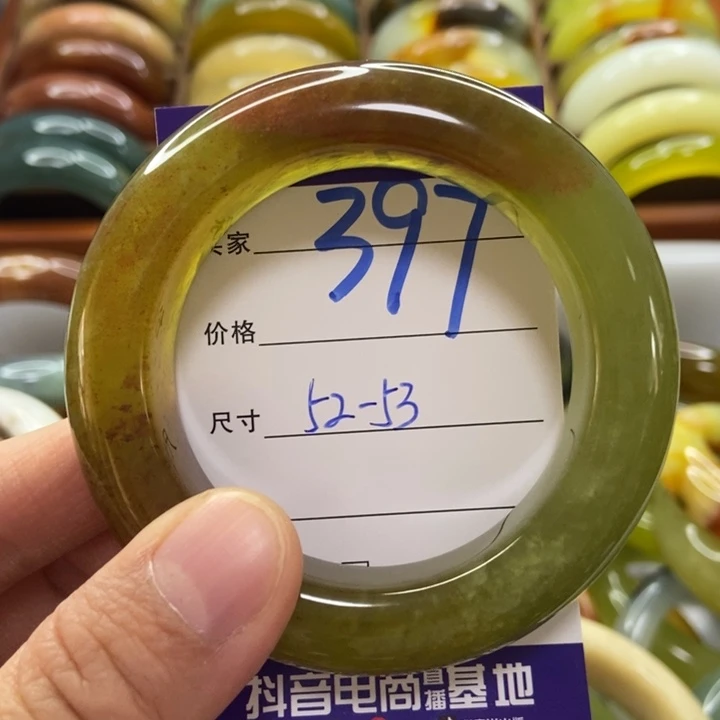 家 397
价格
尺寸 52-53
抖音电商直播基地